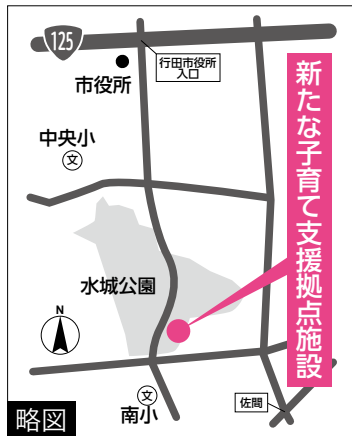 125
行田市役所
入口
市役所
新たな子育て支援拠点施設
中央小
文
水城公園
N
文
南小
佐間
略図